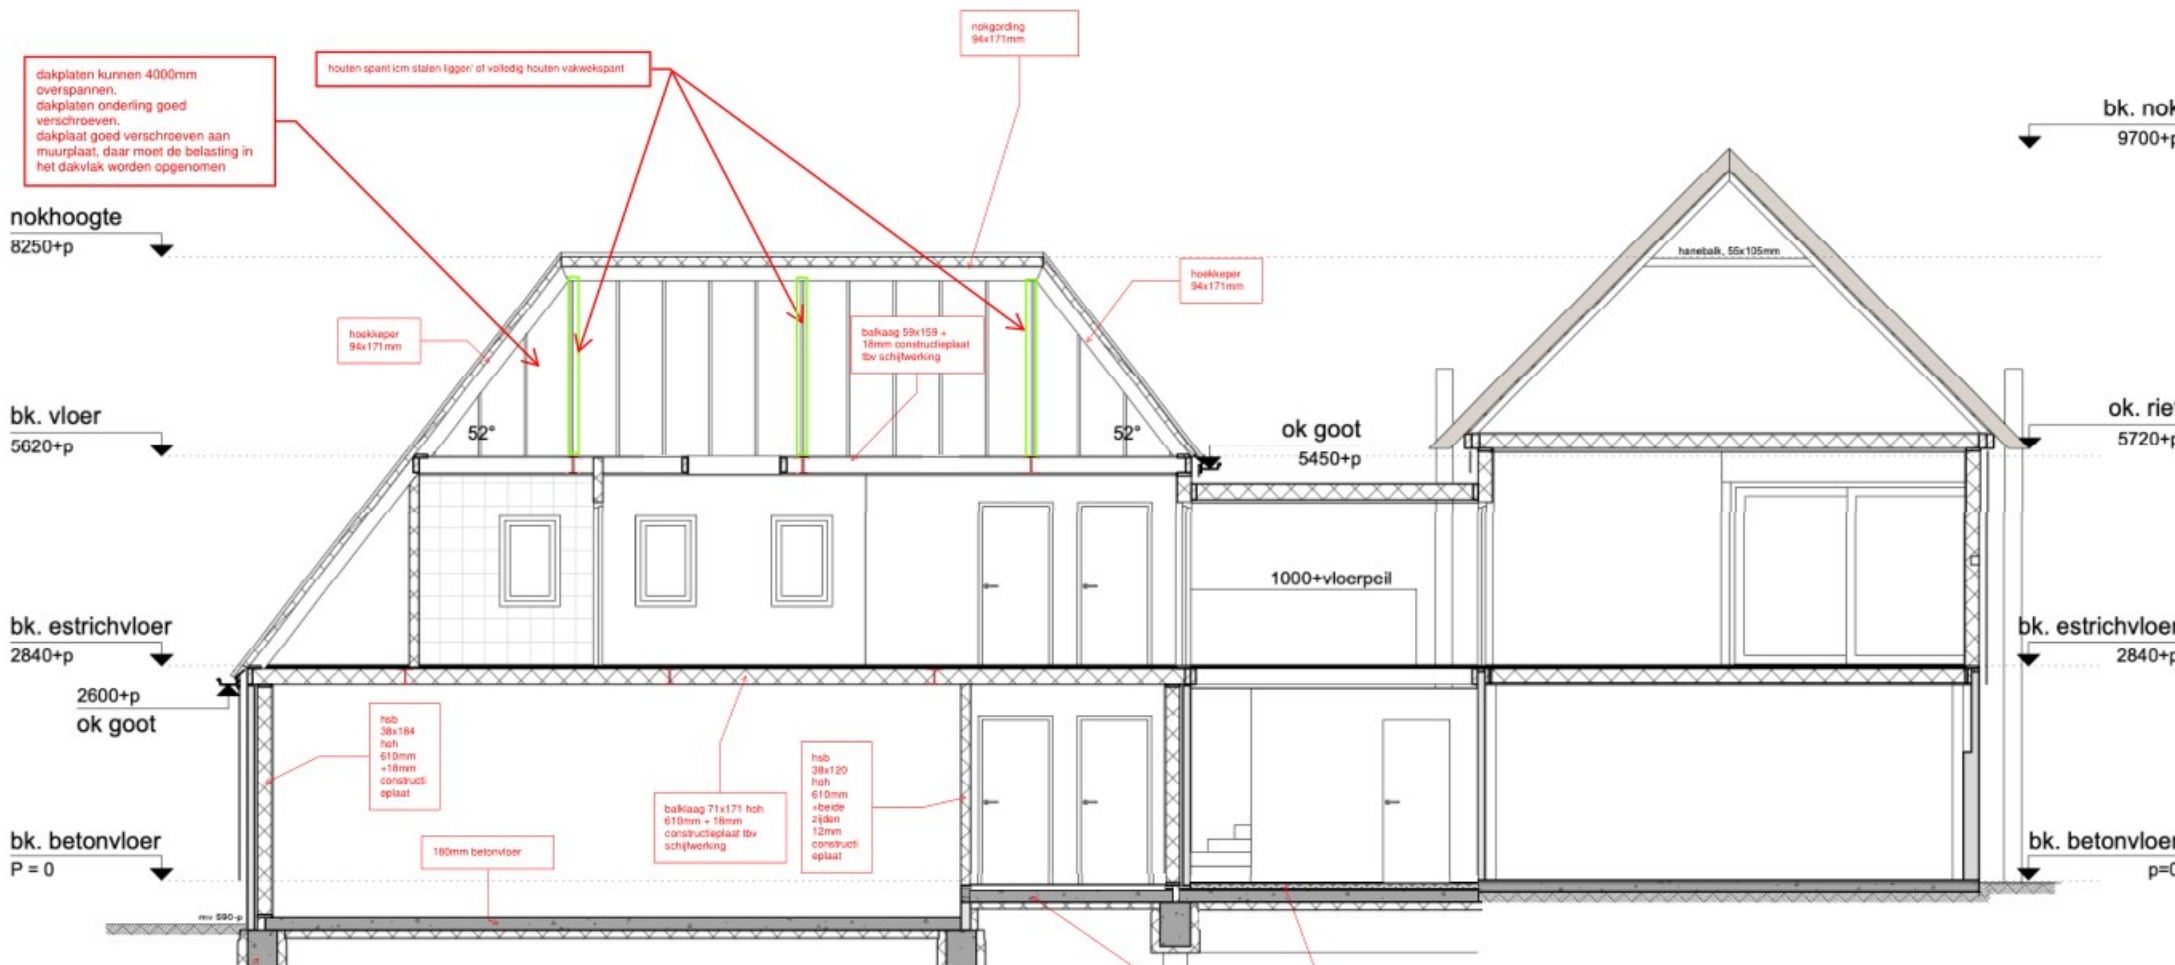 nokgording
94x171mm
dakplaten kunnen 4000mm
overspannen.
dakplaten onderling goed
verschroeven.
dakplaat goed verschroeven aan
muurplaat, daar moet de belasting in
het dakvlak worden opgenomen
houten spant icm stalen ligger/ of volledig houten vakwekspant
bk. nok
9700+p
nokhoogte
8250+p
hanebalk, 55x105mm
hoekkeper
94x171mm
hoekkeper
94x171mm
balkaag 59x159 +
18mm constructieplaat
tbv schijfwerking
bk. vloer
5620+p
52°
52°
ok goot
5450+p
ok. riet
5720+p
1000+vloerpeil
bk. estrichvloer
2840+p
bk. estrichvloer
2840+p
2600+p
ok goot
hsb
38x184
hoh
610mm
+18mm
constructi
eplaat
hsb
38x120
hoh
610mm
+beide
zijden
12mm
constructi
eplaat
balklaag 71x171 hoh
610mm + 18mm
constructieplaat tbv
schijfwerking
180mm betonvloer
bk. betonvloer
P = 0
bk. betonvloer
p=0
mv 590-p